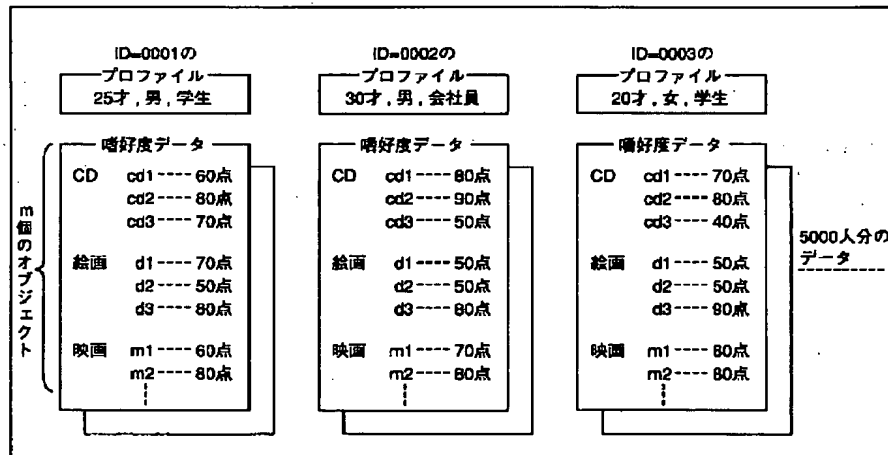 ID=0001の
プロファイル
25才，男，学生
嗜好度データ
CD cd1 ---- 60点
cd2 ---- 80点
cd3 ---- 70点
絵画 d1 ---- 70点
d2 ---- 50点
d3 ---- 80点
映画 m1 ---- 60点
m2 ---- 80点
m個のオブジェクト
ID=0002の
プロファイル
30才，男，会社員
嗜好度データ
CD cd1 ---- 80点
cd2 ---- 90点
cd3 ---- 50点
絵画 d1 ---- 50点
d2 ---- 50点
d3 ---- 80点
映画 m1 ---- 70点
m2 ---- 80点
ID=0003の
プロファイル
20才，女，学生
嗜好度データ
CD cd1 ---- 70点
cd2 ---- 80点
cd3 ---- 40点
絵画 d1 ---- 50点
d2 ---- 50点
d3 ---- 90点
映画 m1 ---- 80点
m2 ---- 80点
5000人分の
データ